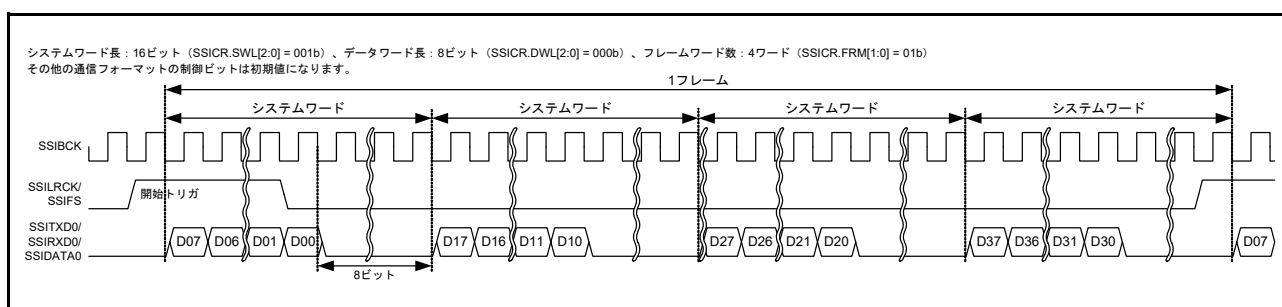 システムワード長：16ビット（SSICR.SWL[2:0] = 001b）、データワード長：8ビット（SSICR.DWL[2:0] = 000b）、フレームワード数：4ワード（SSICR.FRM[1:0] = 01b）
その他の通信フォーマットの制御ビットは初期値になります。
1フレーム
システムワード システムワード システムワード システムワード
SSIBCK
SSILRCK/
SSIFS
開始トリガ
SSITXD0/
SSIRXD0/
SSIDATA0
D07 D06 D01 D00 D17 D16 D11 D10 D27 D26 D21 D20 D37 D36 D31 D30 D07
8ビット